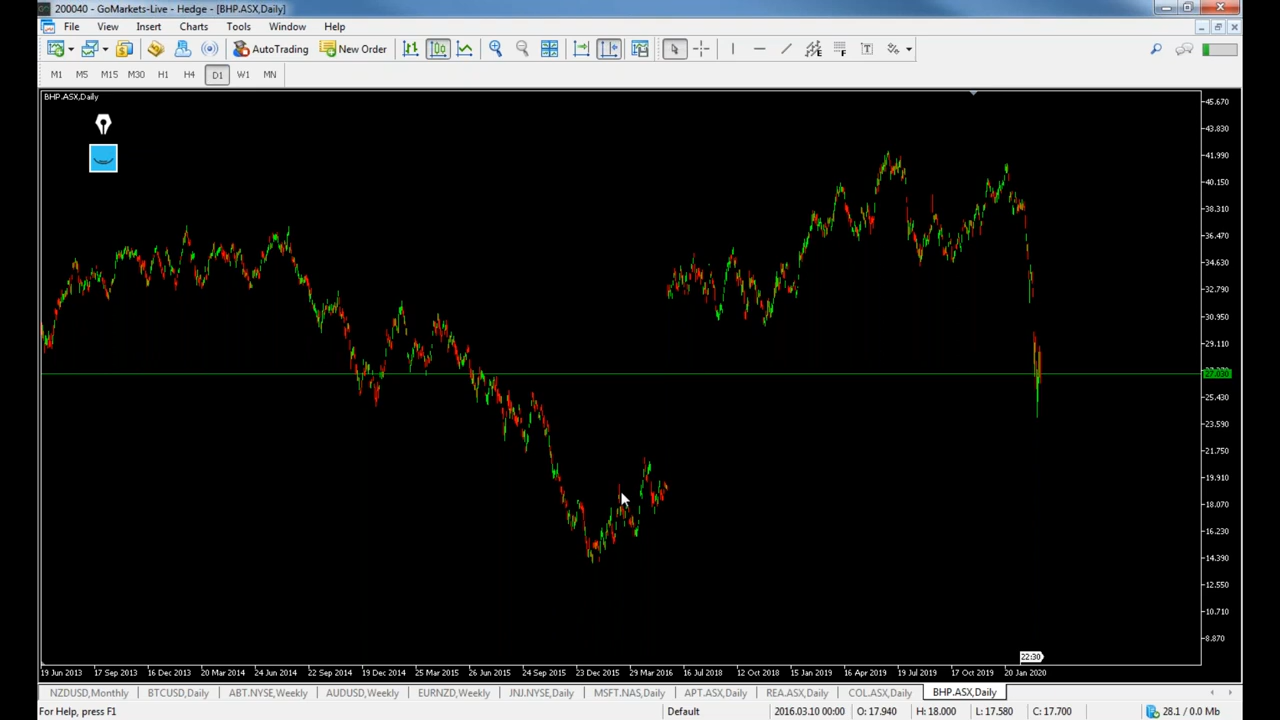 200040 - GoMarkets-Live - Hedge - [BHP.ASX,Daily]
File View Insert Charts Tools Window Help
AutoTrading New Order
M1 M5 M15 M30 H1 H4 D1 W1 MN
BHP.ASX,Daily
45.670
43.830
41.990
40.150
38.310
36.470
34.630
32.790
30.950
29.110
27.030
25.430
23.590
21.750
19.910
18.070
16.230
14.390
12.550
10.710
8.870
22:30
19 Jun 2013 17 Sep 2013 16 Dec 2013 20 Mar 2014 24 Jun 2014 22 Sep 2014 19 Dec 2014 25 Mar 2015 26 Jun 2015 24 Sep 2015 23 Dec 2015 29 Mar 2016 16 Jul 2018 12 Oct 2018 15 Jan 2019 16 Apr 2019 19 Jul 2019 17 Oct 2019 20 Jan 2020
NZDUSD,Monthly BTCUSD,Daily ABT.NYSE,Weekly AUDUSD,Weekly EURNZD,Weekly JNJ.NYSE,Daily MSFT.NAS,Daily APT.ASX,Daily REA.ASX,Daily COL.ASX,Daily BHP.ASX,Daily
For Help, press F1 Default 2016.03.10 00:00 O: 17.940 H: 18.000 L: 17.580 C: 17.700 28.1 / 0.0 Mb